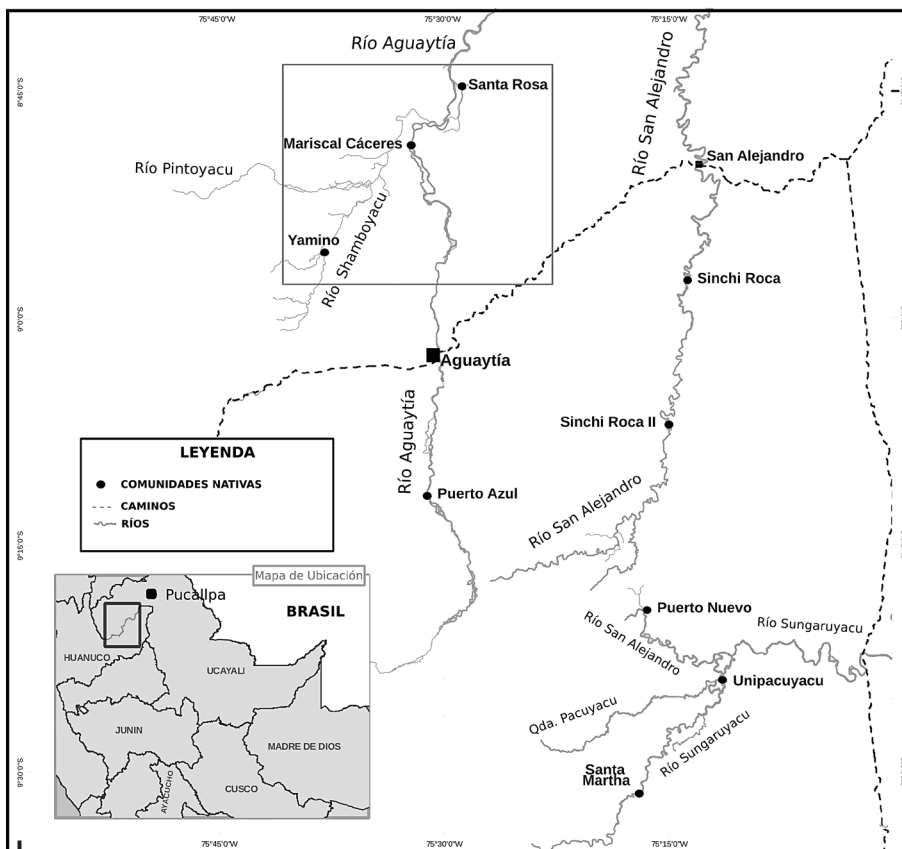 75°45'0"W
75°30'0"W
75°15'0"W
Río Aguaytía
8°45'0"S
Santa Rosa
Río San Alejandro
Mariscal Cáceres
San Alejandro
Río Pintoyacu
Río Shamboyacu
Yamino
Sinchi Roca
9°0'0"S
Aguaytía
Río Aguaytía
Sinchi Roca II
LEYENDA
COMUNIDADES NATIVAS
CAMINOS
RÍOS
Puerto Azul
Río San Alejandro
9°15'0"S
Mapa de Ubicación
Pucallpa
BRASIL
HUANUCO
UCAYALI
JUNIN
MADRE DE DIOS
AYACUCHO
CUSCO
Puerto Nuevo
Río Sungaruyacu
Río San Alejandro
Unipacuyacu
Qda. Pacuyacu
Río Sungaruyacu
Santa
Martha
9°30'0"S
75°45'0"W
75°30'0"W
75°15'0"W